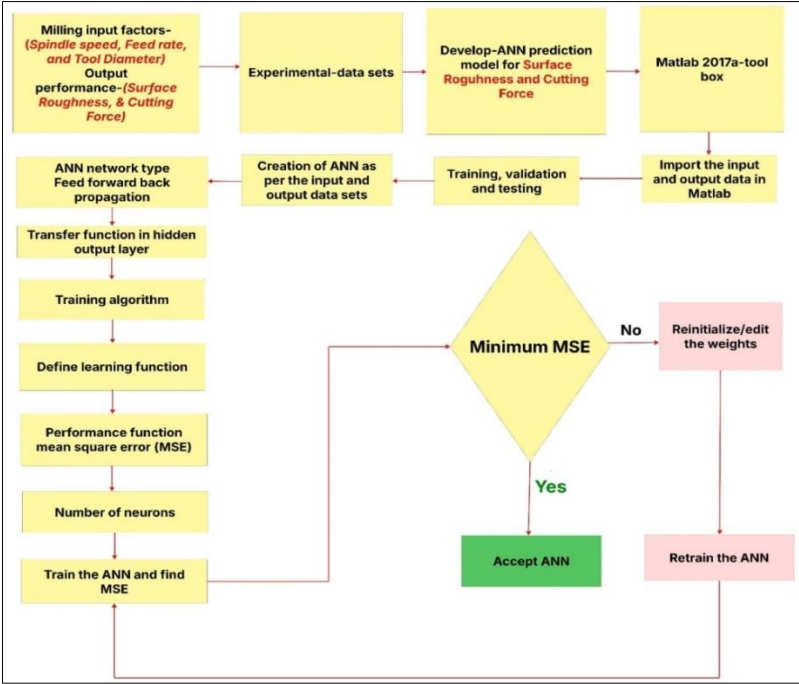 Milling input factors-
(Spindle speed, Feed rate,
and Tool Diameter)
Output
performance-(Surface
Roughness, & Cutting
Force)
Experimental-data sets
Develop-ANN prediction
model for Surface
Roguhness and Cutting
Force
Matlab 2017a-tool
box
ANN network type
Feed forward back
propagation
Creation of ANN as
per the input and
output data sets
Training, validation
and testing
Import the input
and output data in
Matlab
Transfer function in hidden
output layer
Training algorithm
Define learning function
Performance function
mean square error (MSE)
Number of neurons
Train the ANN and find
MSE
Minimum MSE
No
Reinitialize/edit
the weights
Yes
Accept ANN
Retrain the ANN